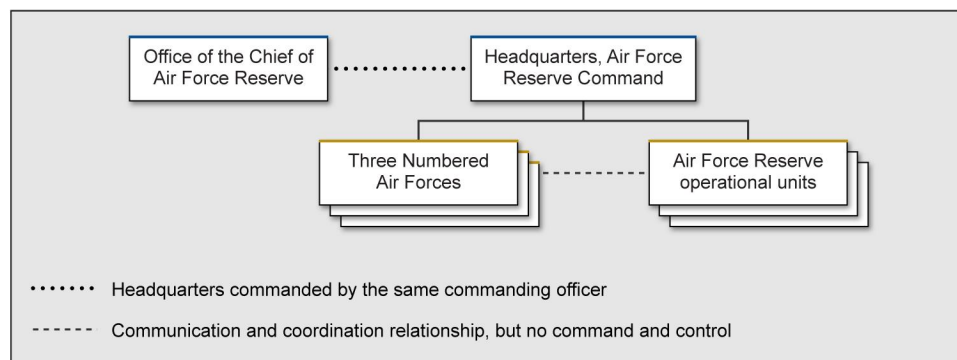 Office of the Chief of
Air Force Reserve
Headquarters, Air Force
Reserve Command
Three Numbered
Air Forces
Air Force Reserve
operational units
Headquarters commanded by the same commanding officer
Communication and coordination relationship, but no command and control